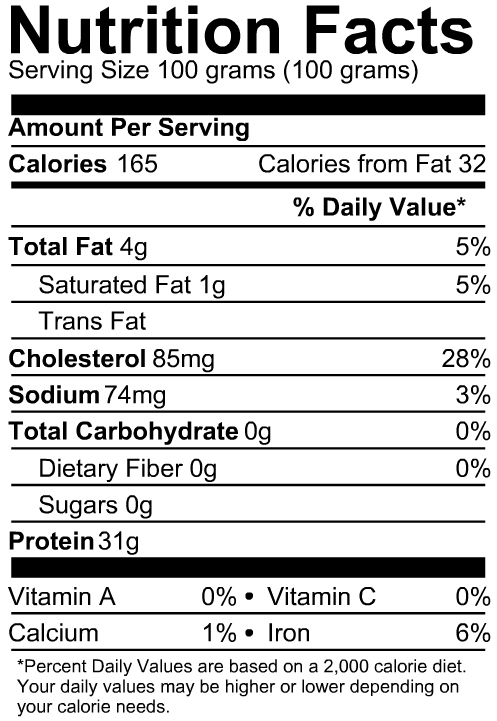 Nutrition Facts
Serving Size 100 grams (100 grams)
Amount Per Serving
Calories 165 Calories from Fat 32
% Daily Value*
Total Fat 4g 5%
Saturated Fat 1g 5%
Trans Fat
Cholesterol 85mg 28%
Sodium 74mg 3%
Total Carbohydrate 0g 0%
Dietary Fiber 0g 0%
Sugars 0g
Protein 31g
Vitamin A 0% • Vitamin C 0%
Calcium 1% • Iron 6%
*Percent Daily Values are based on a 2,000 calorie diet.
Your daily values may be higher or lower depending on
your calorie needs.